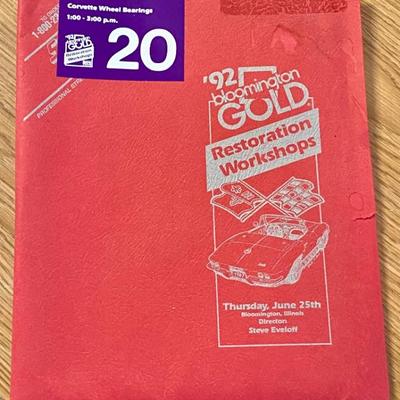 Corvette Wheel Bearings
1:00 - 3:00 p.m.
20
'92
bloomington
GOLD
Restoration
Workshops
Thursday, June 25th
Bloomington, Illinois
Director:
Steve Eveloff